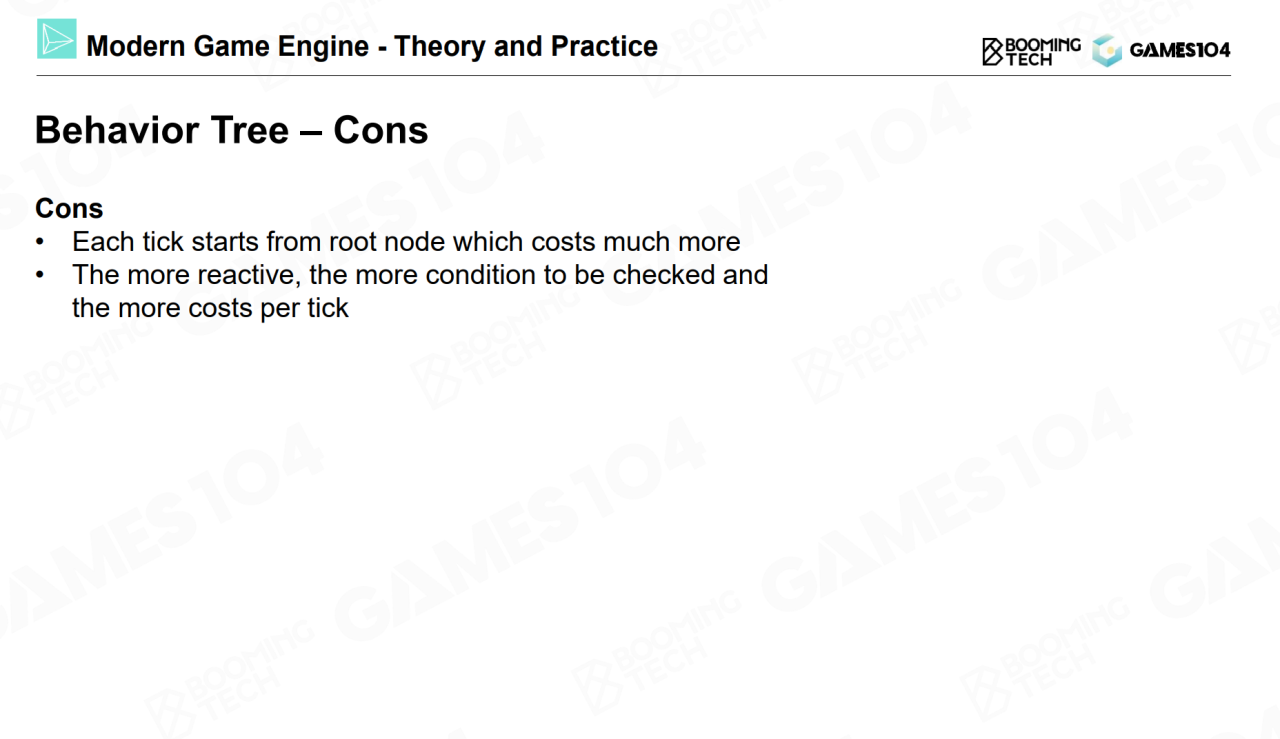 Modern Game Engine - Theory and Practice
BOOMING
TECH
GAMES104
Behavior Tree – Cons
Cons
• Each tick starts from root node which costs much more
• The more reactive, the more condition to be checked and
the more costs per tick